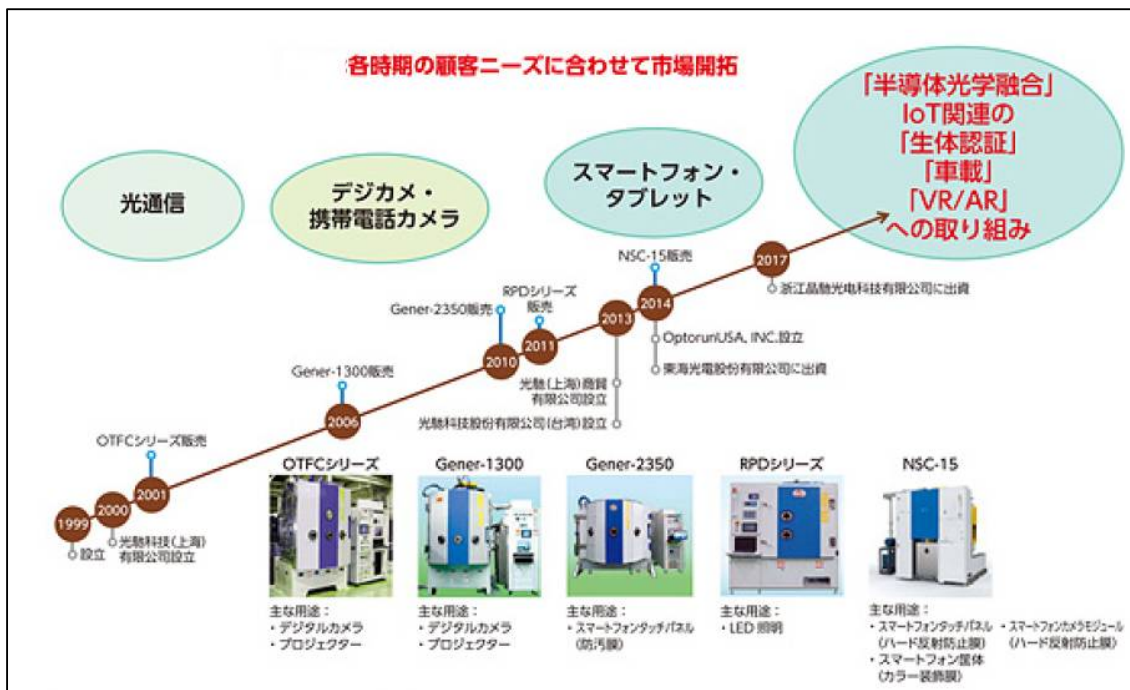 各時期の顧客ニーズに合わせて市場開拓
「半導体光学融合」
IoT関連の
「生体認証」
「車載」
「VR/AR」
への取り組み
光通信
デジカメ・
携帯電話カメラ
スマートフォン・
タブレット
1999
設立
2000
光馳科技(上海)
有限公司設立
2001
OTFCシリーズ販売
2006
Gener-1300販売
2010
Gener-2350販売
2011
RPDシリーズ
販売
2013
光馳(上海)商貿
有限公司設立
光馳科技股份有限公司(台湾)設立
2014
NSC-15販売
OptorunUSA, INC.設立
東海光電股份有限公司に出資
2017
浙江晶馳光电科技有限公司に出資
OTFCシリーズ
主な用途：
・デジタルカメラ
・プロジェクター
Gener-1300
主な用途：
・デジタルカメラ
・プロジェクター
Gener-2350
主な用途：
・スマートフォンタッチパネル
(防汚膜)
RPDシリーズ
主な用途：
・LED 照明
NSC-15
主な用途：
・スマートフォンタッチパネル
(ハード反射防止膜)
・スマートフォン筐体
(カラー装飾膜)
・スマートフォンカメラモジュール
(ハード反射防止膜)